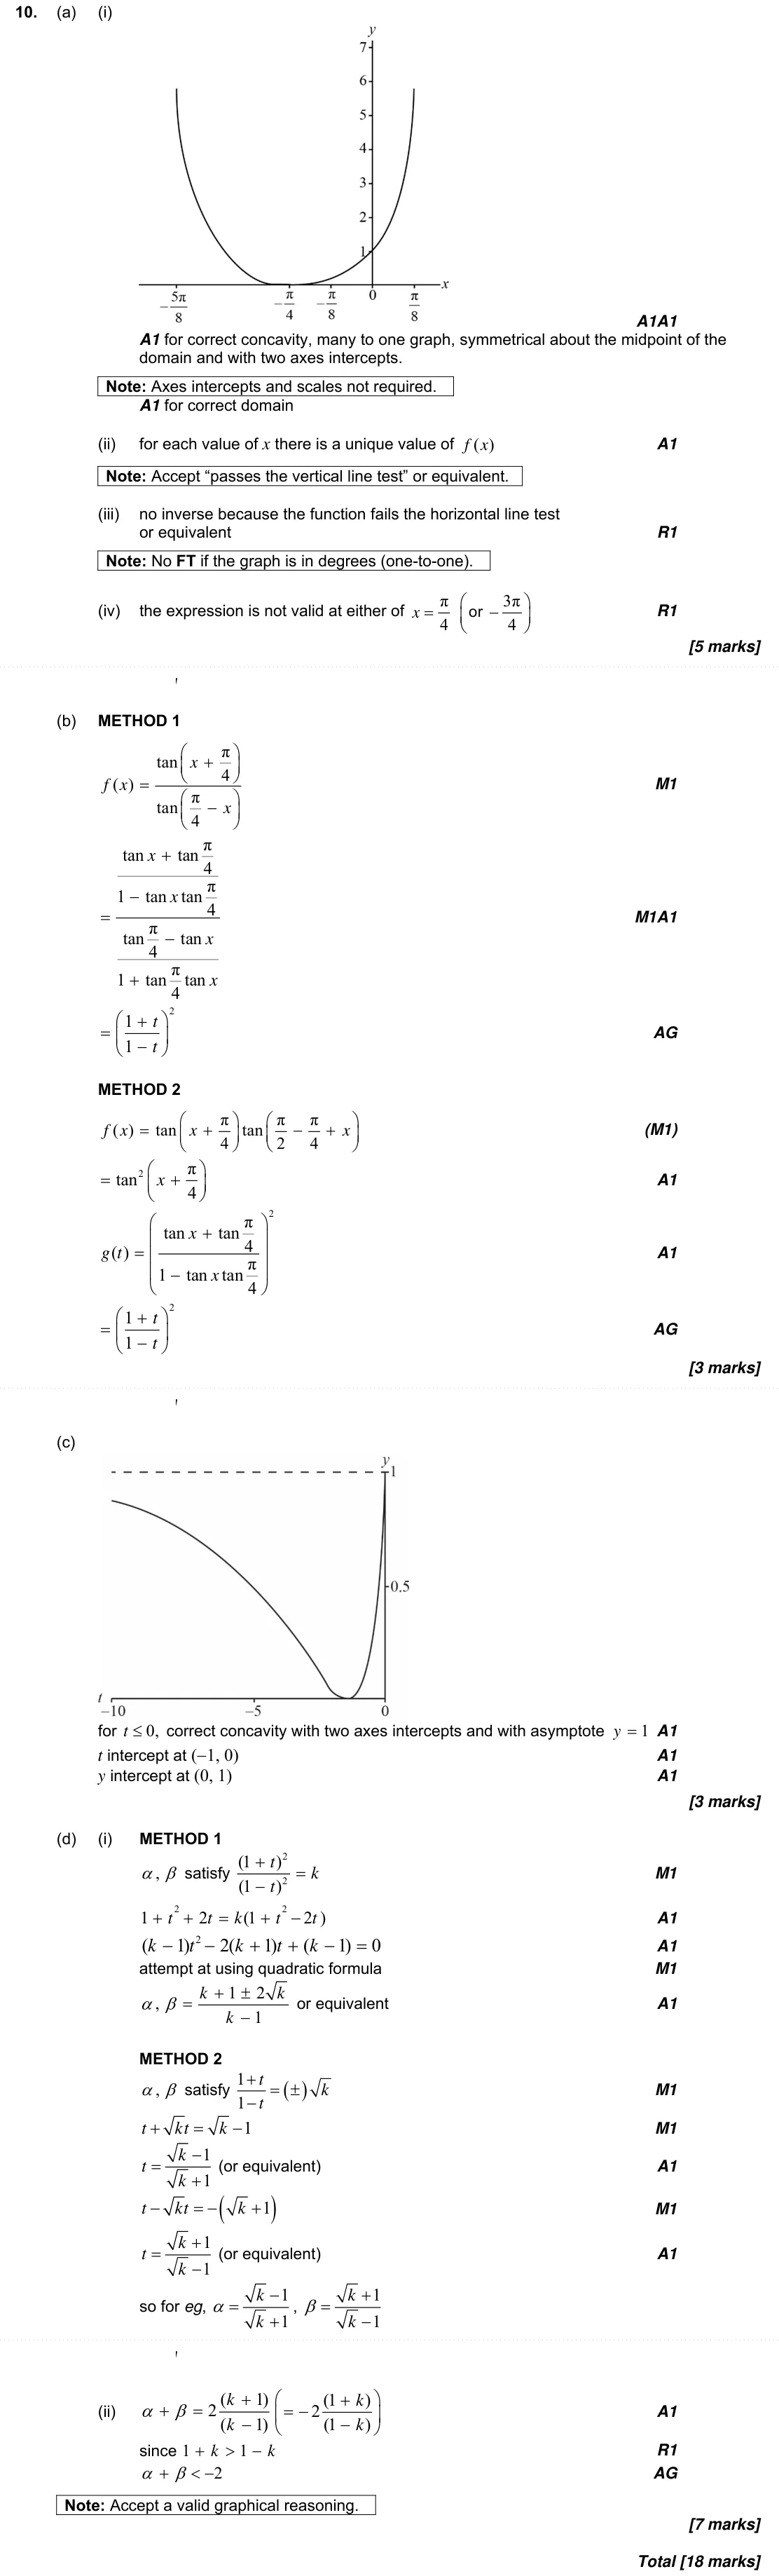 10. (a) (i)
y
7
6
5
4
3
2
1
−5π/8 −π/4 −π/8 0 π/8 x
A1A1
A1 for correct concavity, many to one graph, symmetrical about the midpoint of the
domain and with two axes intercepts.
Note: Axes intercepts and scales not required.
A1 for correct domain
(ii) for each value of x there is a unique value of f(x) A1
Note: Accept “passes the vertical line test” or equivalent.
(iii) no inverse because the function fails the horizontal line test
or equivalent R1
Note: No FT if the graph is in degrees (one-to-one).
(iv) the expression is not valid at either of x = π/4 (or −3π/4) R1
[5 marks]
(b) METHOD 1
f(x) = tan(x + π/4) / tan(π/4 − x) M1
= ((tan x + tan π/4) / (1 − tan x tan π/4)) / ((tan π/4 − tan x) / (1 + tan π/4 tan x)) M1A1
= ((1 + t)/(1 − t))² AG
METHOD 2
f(x) = tan(x + π/4) tan(π/2 − π/4 + x) (M1)
= tan²(x + π/4) A1
g(t) = ((tan x + tan π/4) / (1 − tan x tan π/4))² A1
= ((1 + t)/(1 − t))² AG
[3 marks]
(c)
y
1
0.5
t
−10 −5 0
for t ≤ 0, correct concavity with two axes intercepts and with asymptote y = 1 A1
t intercept at (−1, 0) A1
y intercept at (0, 1) A1
[3 marks]
(d) (i) METHOD 1
α, β satisfy (1 + t)²/(1 − t)² = k M1
1 + t² + 2t = k(1 + t² − 2t) A1
(k − 1)t² − 2(k + 1)t + (k − 1) = 0 A1
attempt at using quadratic formula M1
α, β = (k + 1 ± 2√k)/(k − 1) or equivalent A1
METHOD 2
α, β satisfy (1+t)/(1−t) = (±)√k M1
t + √kt = √k − 1 M1
t = (√k − 1)/(√k + 1) (or equivalent) A1
t − √kt = −(√k + 1) M1
t = (√k + 1)/(√k − 1) (or equivalent) A1
so for eg, α = (√k − 1)/(√k + 1), β = (√k + 1)/(√k − 1)
(ii) α + β = 2 (k + 1)/(k − 1) (= −2 (1 + k)/(1 − k)) A1
since 1 + k > 1 − k R1
α + β < −2 AG
Note: Accept a valid graphical reasoning.
[7 marks]
Total [18 marks]